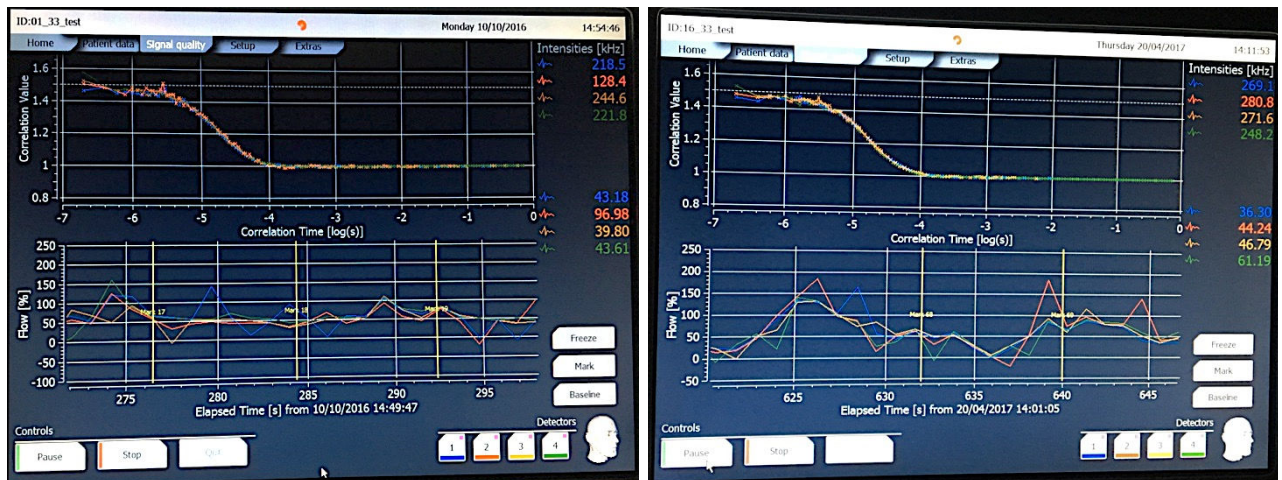 ID:01_33_test Monday 10/10/2016 14:54:46
Home Patient data Signal quality Setup Extras
Intensities [kHz]
218.5
128.4
244.6
221.8
Correlation Value
1.6
1.4
1.2
1
0.8
-7 -6 -5 -4 -3 -2 -1 0
Correlation Time [log(s)]
43.18
96.98
39.80
43.61
Flow [%]
250
200
150
100
50
0
-50
-100
Mark 17 Mark 18
275 280 285 290 295
Elapsed Time [s] from 10/10/2016 14:49:47
Freeze
Mark
Baseline
Controls
Pause Stop Quit
Detectors
1 2 3 4
ID:16_33_test Thursday 20/04/2017 14:11:53
Home Patient data Setup Extras
Intensities [kHz]
269.1
280.8
271.6
248.2
Correlation Value
1.6
1.4
1.2
1
0.8
-7 -6 -5 -4 -3 -2 -1 0
Correlation Time [log(s)]
36.30
44.24
46.79
61.19
Flow [%]
250
200
150
100
50
0
-50
Mark 68 Mark 69
625 630 635 640 645
Elapsed Time [s] from 20/04/2017 14:01:05
Freeze
Mark
Baseline
Controls
Pause Stop
Detectors
1 2 3 4